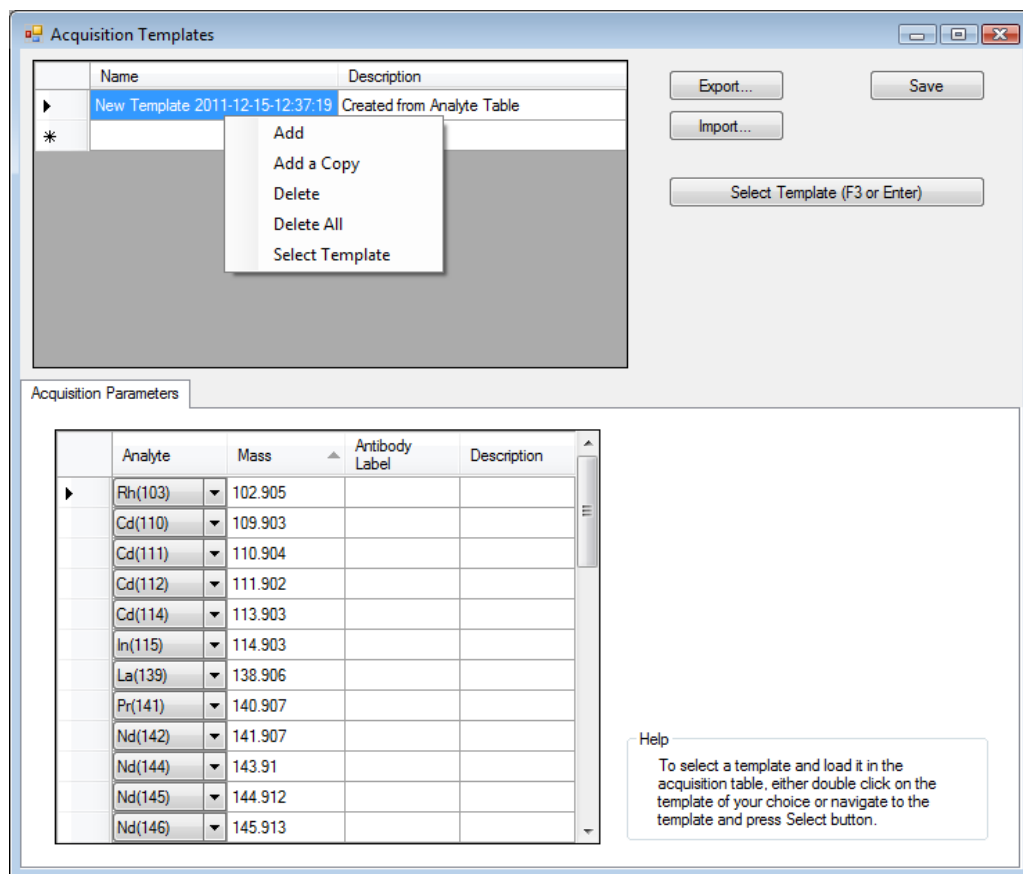 Acquisition Templates
Name Description
New Template 2011-12-15-12:37:19 Created from Analyte Table
Add
Add a Copy
Delete
Delete All
Select Template
Export... Save
Import...
Select Template (F3 or Enter)
Acquisition Parameters
Analyte Mass Antibody Label Description
Rh(103) 102.905
Cd(110) 109.903
Cd(111) 110.904
Cd(112) 111.902
Cd(114) 113.903
In(115) 114.903
La(139) 138.906
Pr(141) 140.907
Nd(142) 141.907
Nd(144) 143.91
Nd(145) 144.912
Nd(146) 145.913
Help
To select a template and load it in the
acquisition table, either double click on the
template of your choice or navigate to the
template and press Select button.